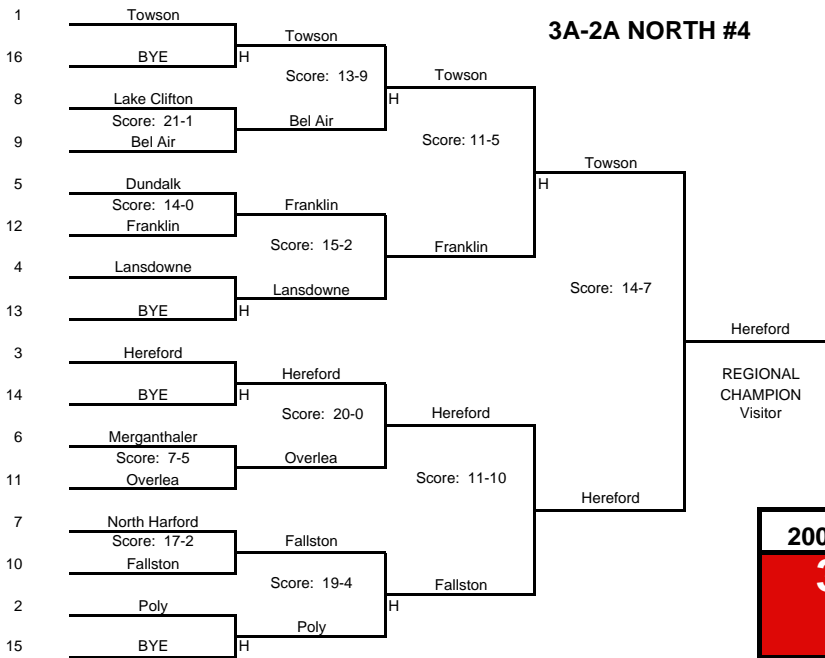 3A-2A NORTH #4
1 Towson
16 BYE H
8 Lake Clifton
Score: 21-1
9 Bel Air
5 Dundalk
Score: 14-0
12 Franklin
4 Lansdowne
13 BYE H
3 Hereford
14 BYE H
6 Merganthaler
Score: 7-5
11 Overlea
7 North Harford
Score: 17-2
10 Fallston
2 Poly
15 BYE H
Towson
Score: 13-9 H
Bel Air
Franklin
Score: 15-2
Lansdowne
Hereford
Score: 20-0
Overlea
Fallston
Score: 19-4 H
Poly
Towson
Score: 11-5 H
Franklin
Hereford
Score: 11-10
Fallston
Towson
Score: 14-7
Hereford
Hereford
REGIONAL
CHAMPION
Visitor
200
3